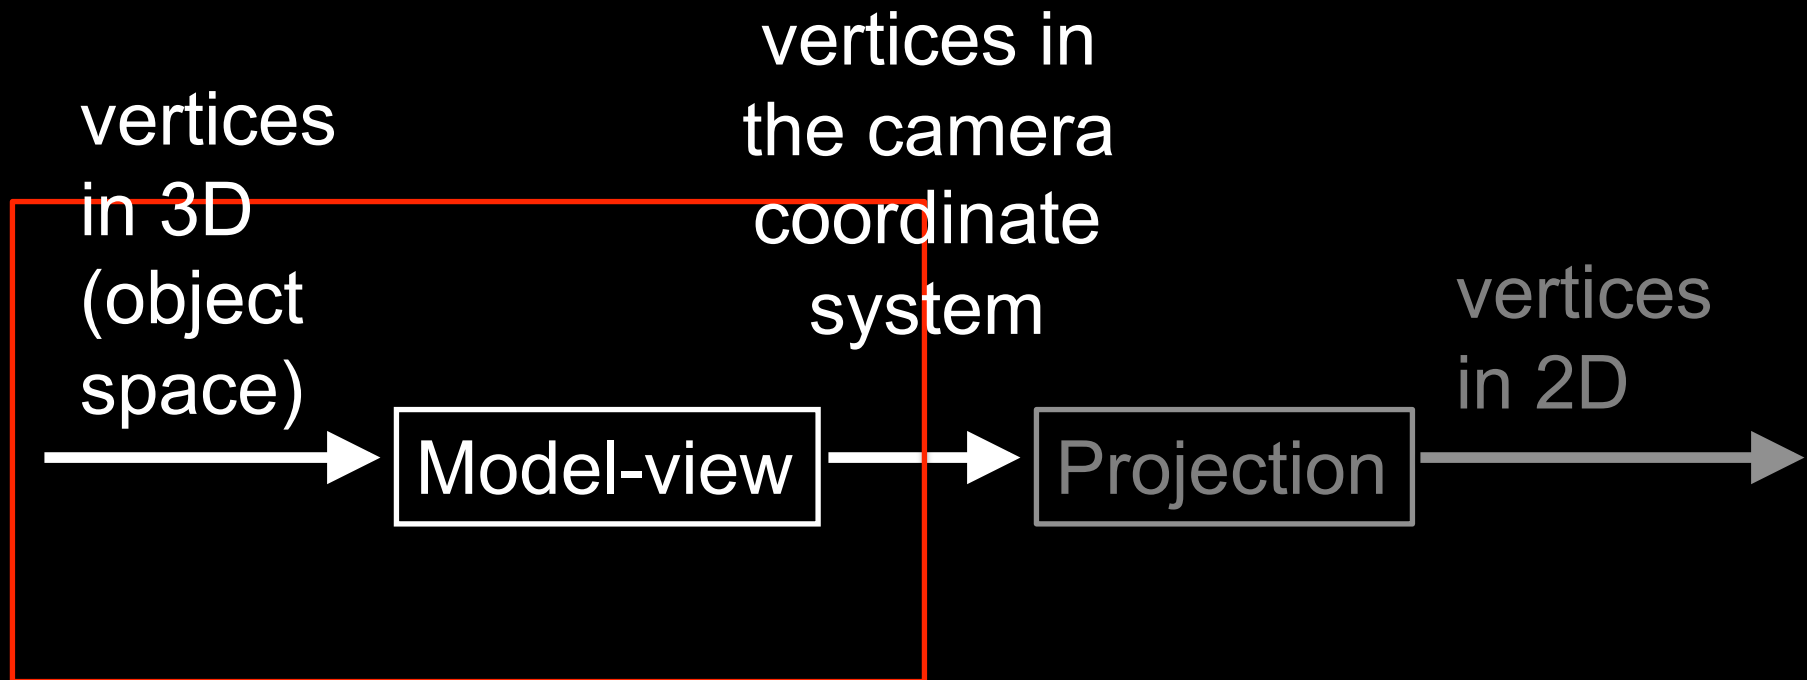 vertices
in 3D
(object
space)
vertices in
the camera
coordinate
system
vertices
in 2D
Model-view
Projection